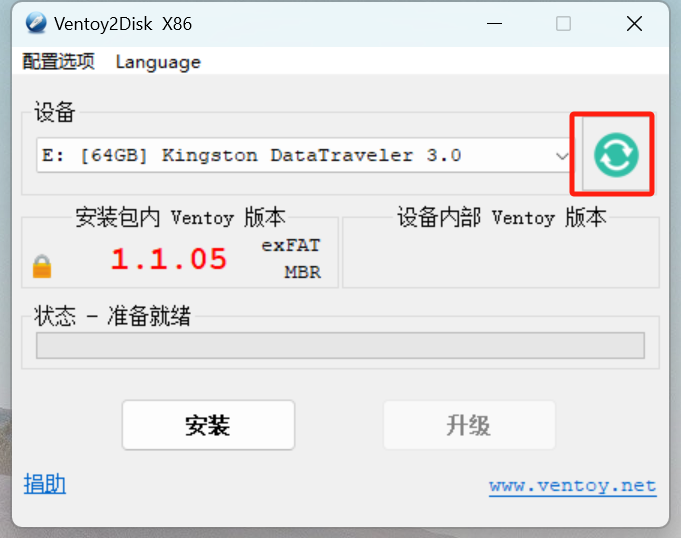 Ventoy2Disk X86
配置选项 Language
设备
E: [64GB] Kingston DataTraveler 3.0
安装包内 Ventoy 版本
设备内部 Ventoy 版本
1.1.05
exFAT
MBR
状态 - 准备就绪
安装
升级
捐助
www.ventoy.net